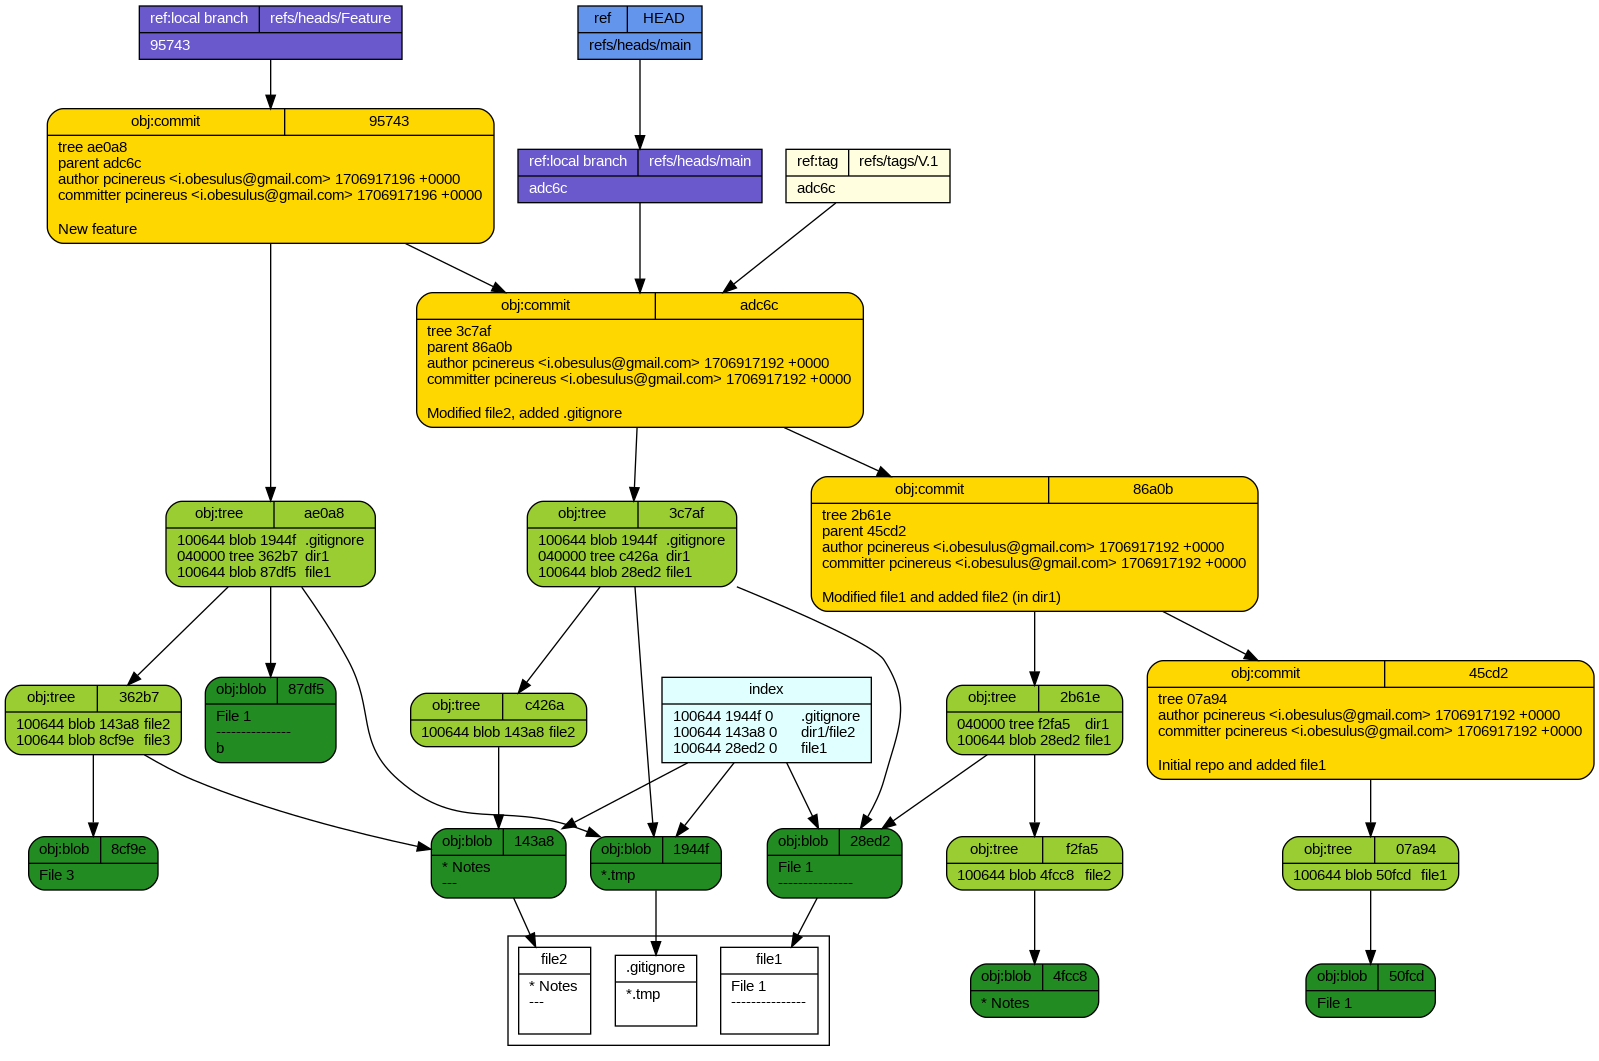 ref:local branch refs/heads/Feature
95743
ref HEAD
refs/heads/main
obj:commit 95743
tree ae0a8
parent adc6c
author pcinereus <i.obesulus@gmail.com> 1706917196 +0000
committer pcinereus <i.obesulus@gmail.com> 1706917196 +0000
New feature
ref:local branch refs/heads/main
adc6c
ref:tag refs/tags/V.1
adc6c
obj:commit adc6c
tree 3c7af
parent 86a0b
author pcinereus <i.obesulus@gmail.com> 1706917192 +0000
committer pcinereus <i.obesulus@gmail.com> 1706917192 +0000
Modified file2, added .gitignore
obj:commit 86a0b
tree 2b61e
parent 45cd2
author pcinereus <i.obesulus@gmail.com> 1706917192 +0000
committer pcinereus <i.obesulus@gmail.com> 1706917192 +0000
Modified file1 and added file2 (in dir1)
obj:tree ae0a8
100644 blob 1944f .gitignore
040000 tree 362b7 dir1
100644 blob 87df5 file1
obj:tree 3c7af
100644 blob 1944f .gitignore
040000 tree c426a dir1
100644 blob 28ed2 file1
obj:commit 45cd2
tree 07a94
author pcinereus <i.obesulus@gmail.com> 1706917192 +0000
committer pcinereus <i.obesulus@gmail.com> 1706917192 +0000
Initial repo and added file1
obj:tree 362b7
100644 blob 143a8 file2
100644 blob 8cf9e file3
obj:blob 87df5
File 1
---------------
b
obj:tree c426a
100644 blob 143a8 file2
index
100644 1944f 0 .gitignore
100644 143a8 0 dir1/file2
100644 28ed2 0 file1
obj:tree 2b61e
040000 tree f2fa5 dir1
100644 blob 28ed2 file1
obj:blob 8cf9e
File 3
obj:blob 143a8
* Notes
---
obj:blob 1944f
*.tmp
obj:blob 28ed2
File 1
---------------
obj:tree f2fa5
100644 blob 4fcc8 file2
obj:tree 07a94
100644 blob 50fcd file1
file2
* Notes
---
.gitignore
*.tmp
file1
File 1
---------------
obj:blob 4fcc8
* Notes
obj:blob 50fcd
File 1